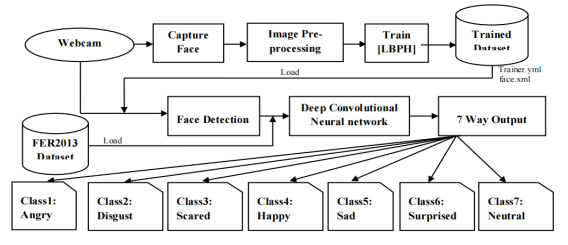 Webcam
Capture
Face
Image Pre-
processing
Train
[LBPH]
Trained
Dataset
Trainer.yml
face.xml
Load
FER2013
Dataset
Load
Face Detection
Deep Convolutional
Neural network
7 Way Output
Class1:
Angry
Class2:
Disgust
Class3:
Scared
Class4:
Happy
Class5:
Sad
Class6:
Surprised
Class7:
Neutral